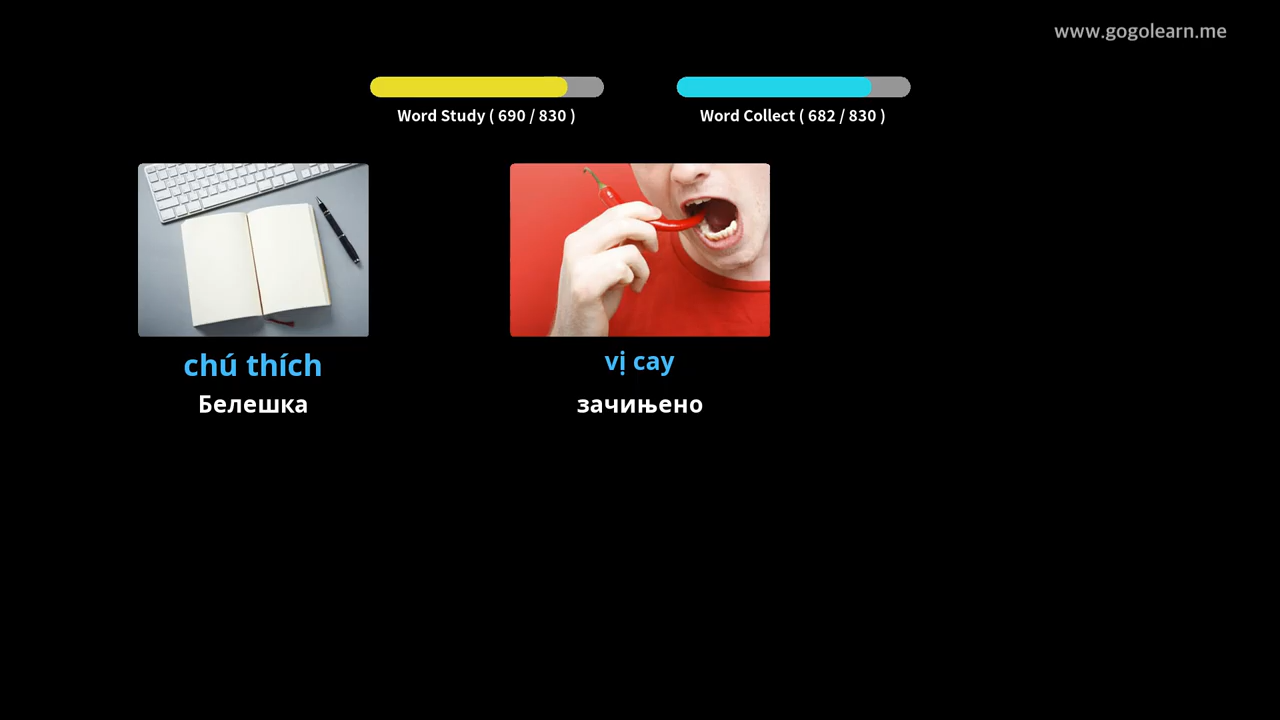 www.gogolearn.me
Word Study ( 690 / 830 )
Word Collect ( 682 / 830 )
chú thích
Белешка
vị cay
зачињено